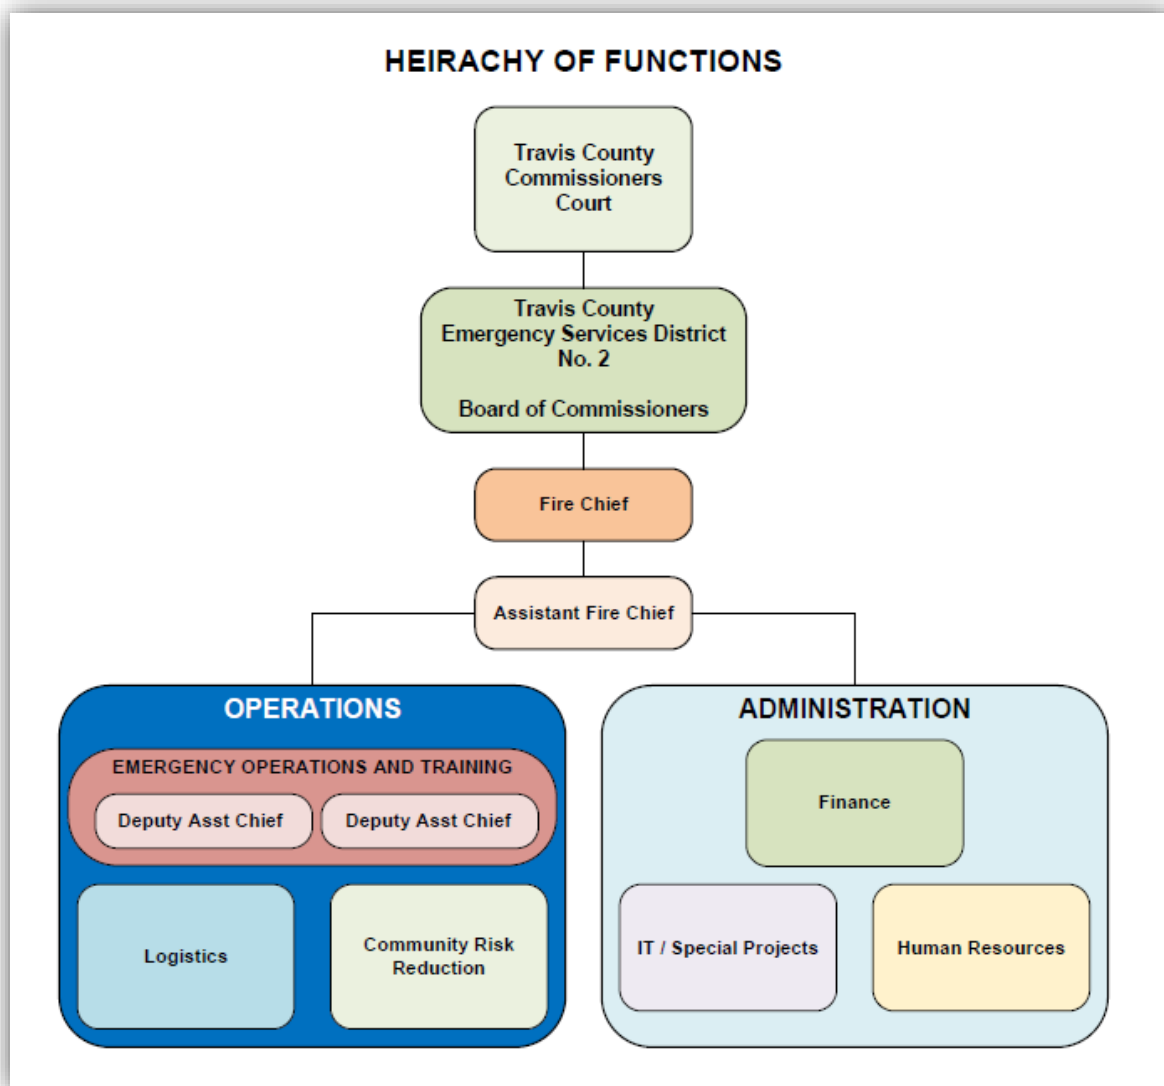 HEIRACHY OF FUNCTIONS
Travis County
Commissioners
Court
Travis County
Emergency Services District
No. 2
Board of Commissioners
Fire Chief
Assistant Fire Chief
OPERATIONS
EMERGENCY OPERATIONS AND TRAINING
Deputy Asst Chief
Deputy Asst Chief
Logistics
Community Risk
Reduction
ADMINISTRATION
Finance
IT / Special Projects
Human Resources